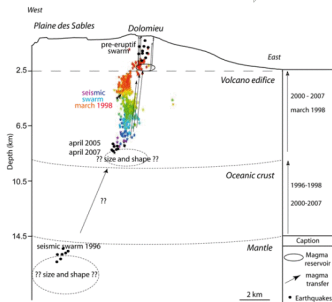 West
Plaine des Sables
Dolomieu
pre-eruptif
swarm
East
2.5
Volcano edifice
seismic
swarm
march 1998
2000 - 2007
march 1998
6.5
april 2005
april 2007
?? size and shape ??
Depth (km)
Oceanic crust
10.5
1996-1998
2000-2007
??
14.5
Mantle
seismic swarm 1996
?? size and shape ??
Caption
Magma
reservoir
magma
transfer
Earthquakes
2 km